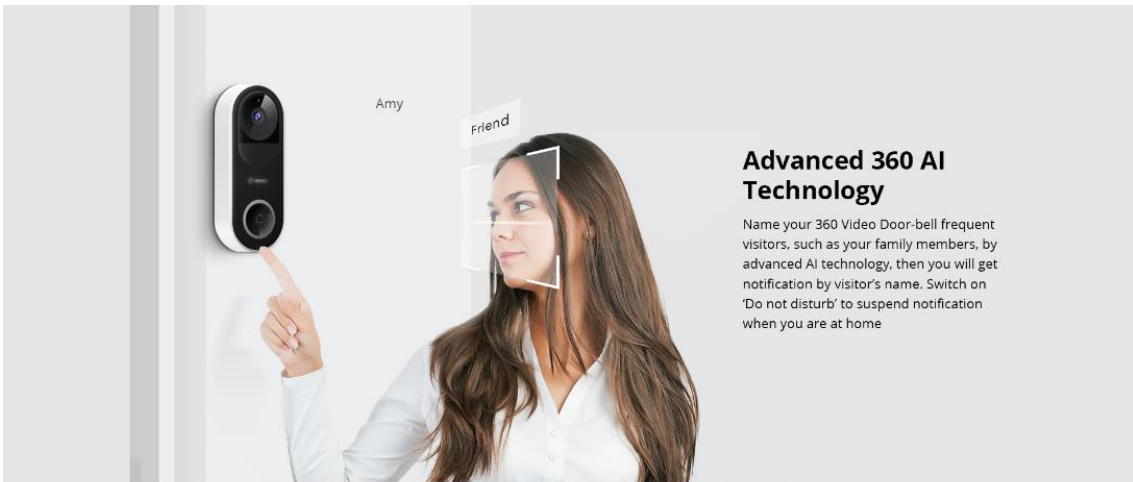 Amy
Friend
360
Advanced 360 AI
Technology
Name your 360 Video Door-bell frequent
visitors, such as your family members, by
advanced AI technology, then you will get
notification by visitor’s name. Switch on
‘Do not disturb’ to suspend notification
when you are at home